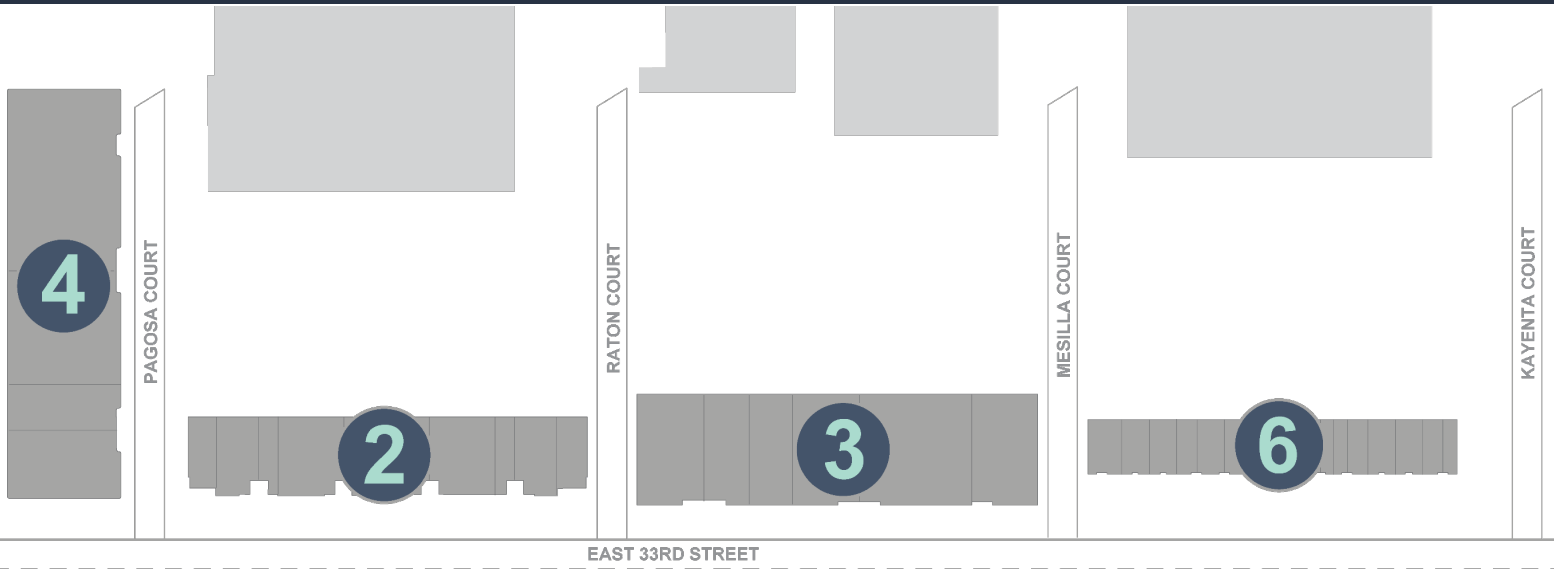 4
PAGOSA COURT
2
RATON COURT
3
MESILLA COURT
6
KAYENTA COURT
EAST 33RD STREET